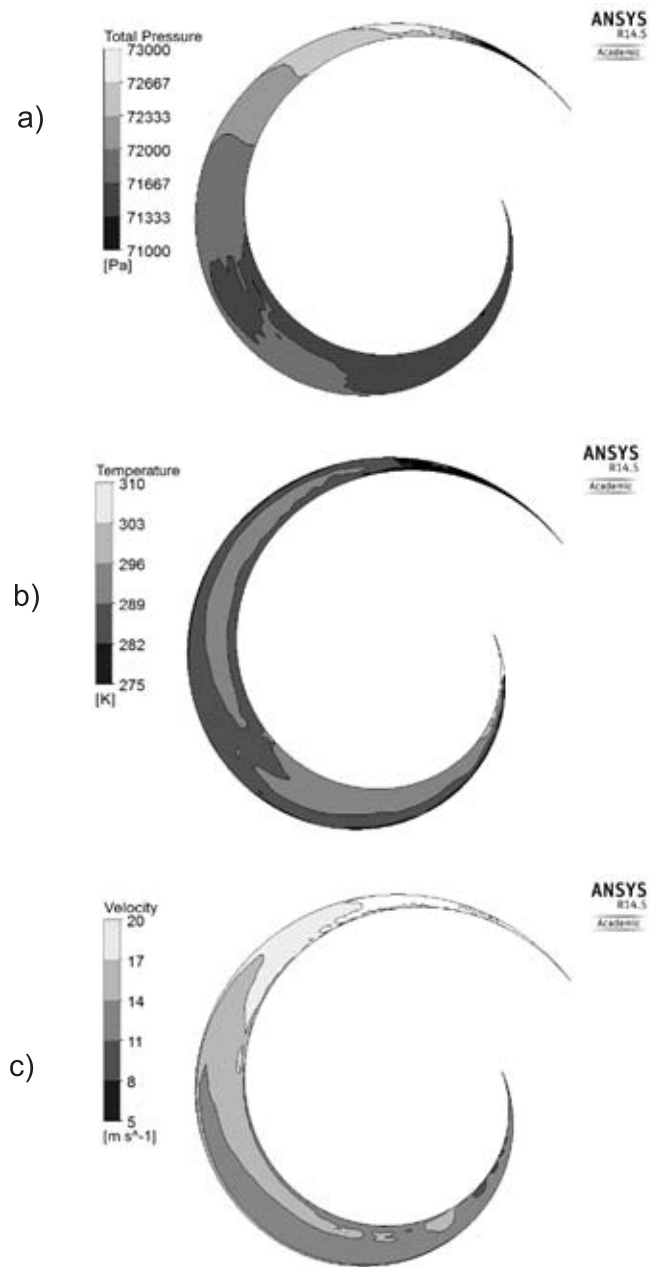 Total Pressure
73000
72667
72333
72000
71667
71333
71000
[Pa]
a)
ANSYS
R14.5
Academic
Temperature
310
303
296
289
282
275
[K]
b)
ANSYS
R14.5
Academic
Velocity
20
17
14
11
8
5
[m s^-1]
c)
ANSYS
R14.5
Academic